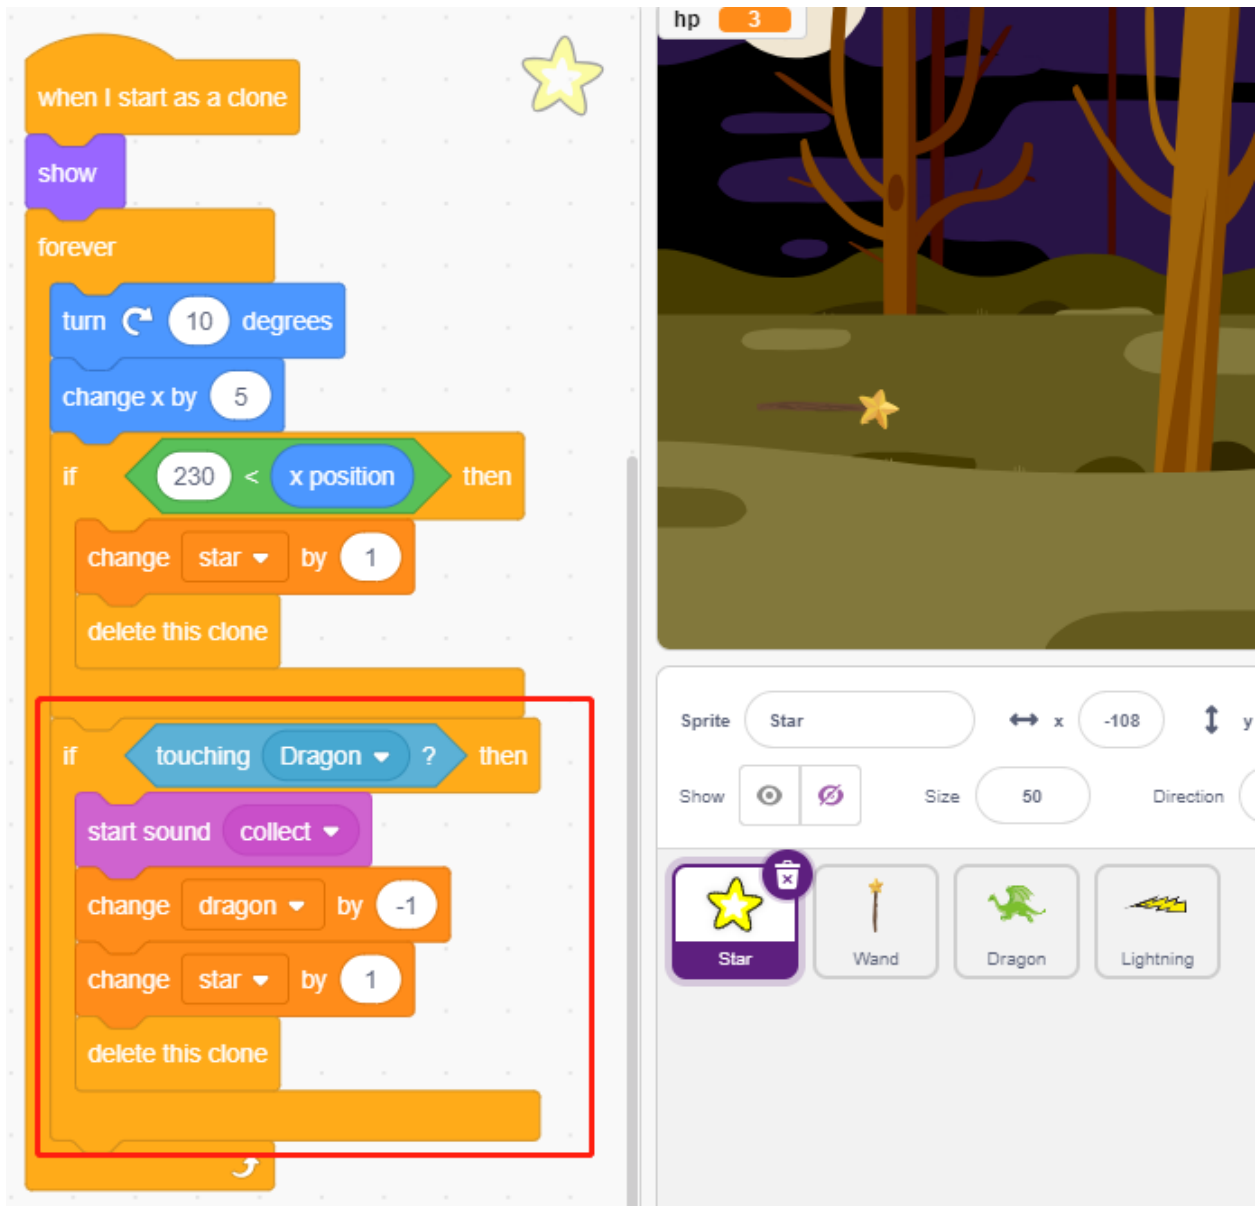 when I start as a clone
show
forever
turn 10 degrees
change x by 5
if 230 < x position then
change star by 1
delete this clone
if touching Dragon ? then
start sound collect
change dragon by -1
change star by 1
delete this clone
hp 3
Sprite Star x -108 y
Show Size 50 Direction
Star Wand Dragon Lightning